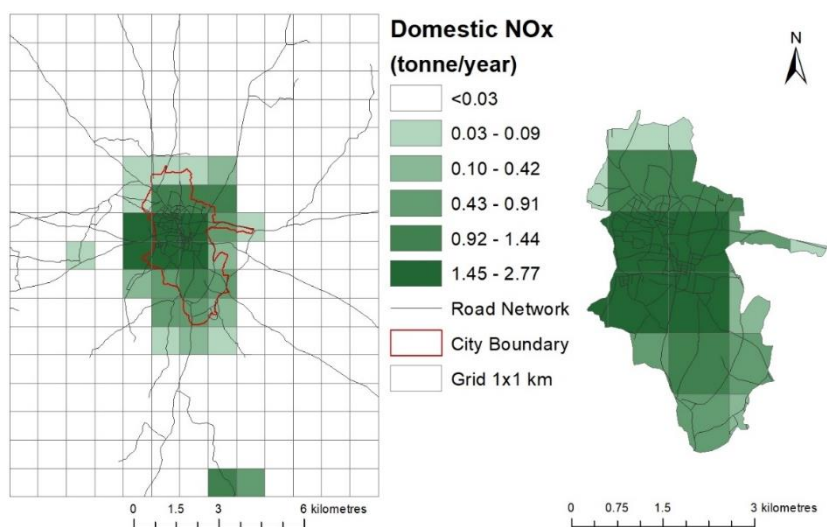 Domestic NOx
(tonne/year)
<0.03
0.03 - 0.09
0.10 - 0.42
0.43 - 0.91
0.92 - 1.44
1.45 - 2.77
Road Network
City Boundary
Grid 1x1 km
N
0 1.5 3 6 kilometres
0 0.75 1.5 3 kilometres